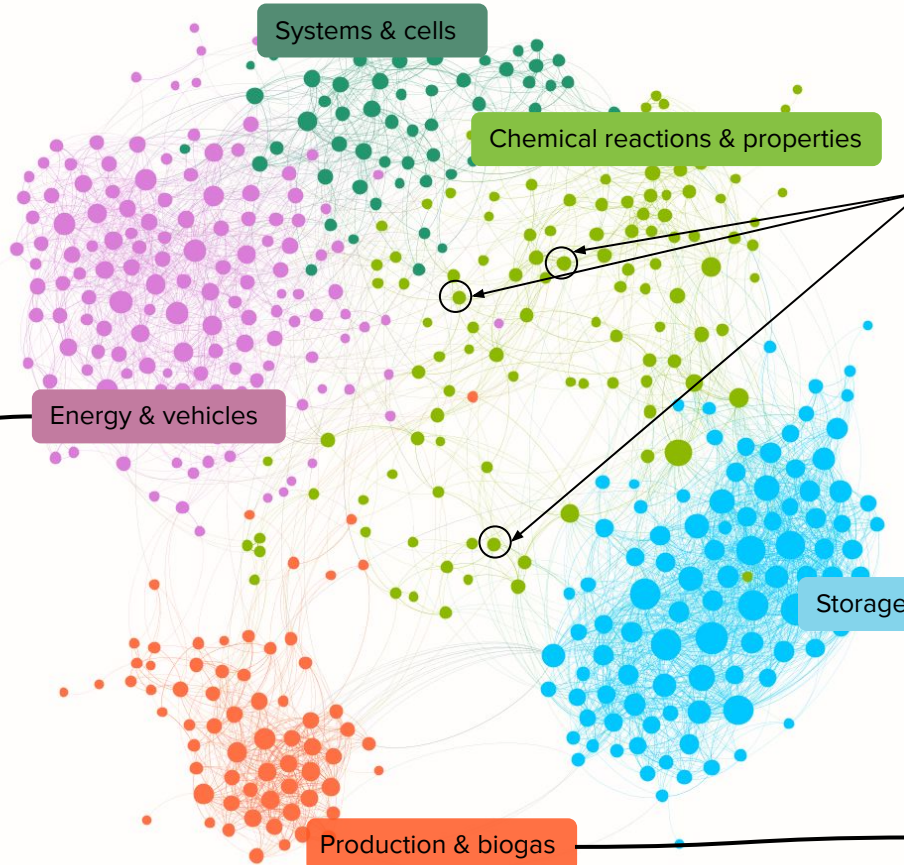 Systems & cells
Chemical reactions & properties
Energy & vehicles
Storage
Production & biogas